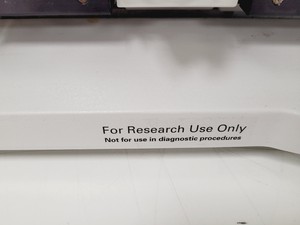 For Research Use Only
Not for use in diagnostic procedures